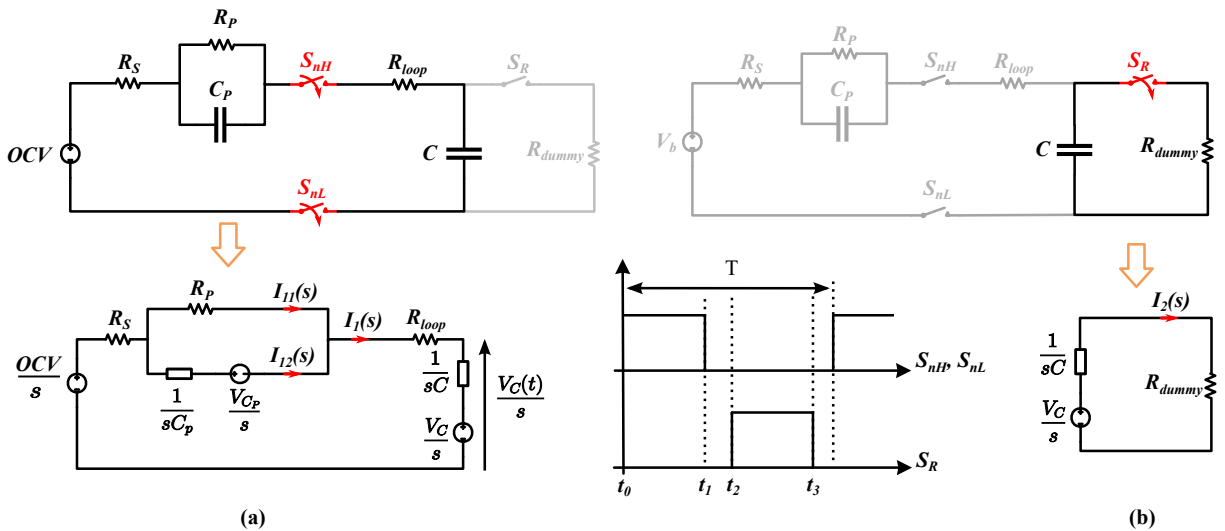 R_P
R_S
S_nH
R_loop
S_R
C_P
OCV
C
R_dummy
S_nL
R_P
R_S
S_nH
R_loop
S_R
C_P
V_b
C
R_dummy
S_nL
R_P
I_11(s)
R_S
I_1(s)
R_loop
I_12(s)
OCV/s
1/sC_p
V_{C_P}/s
1/sC
V_C/s
V_C(t)/s
T
S_nH, S_nL
S_R
t_0 t_1 t_2 t_3
I_2(s)
1/sC
V_C/s
R_dummy
(a)
(b)